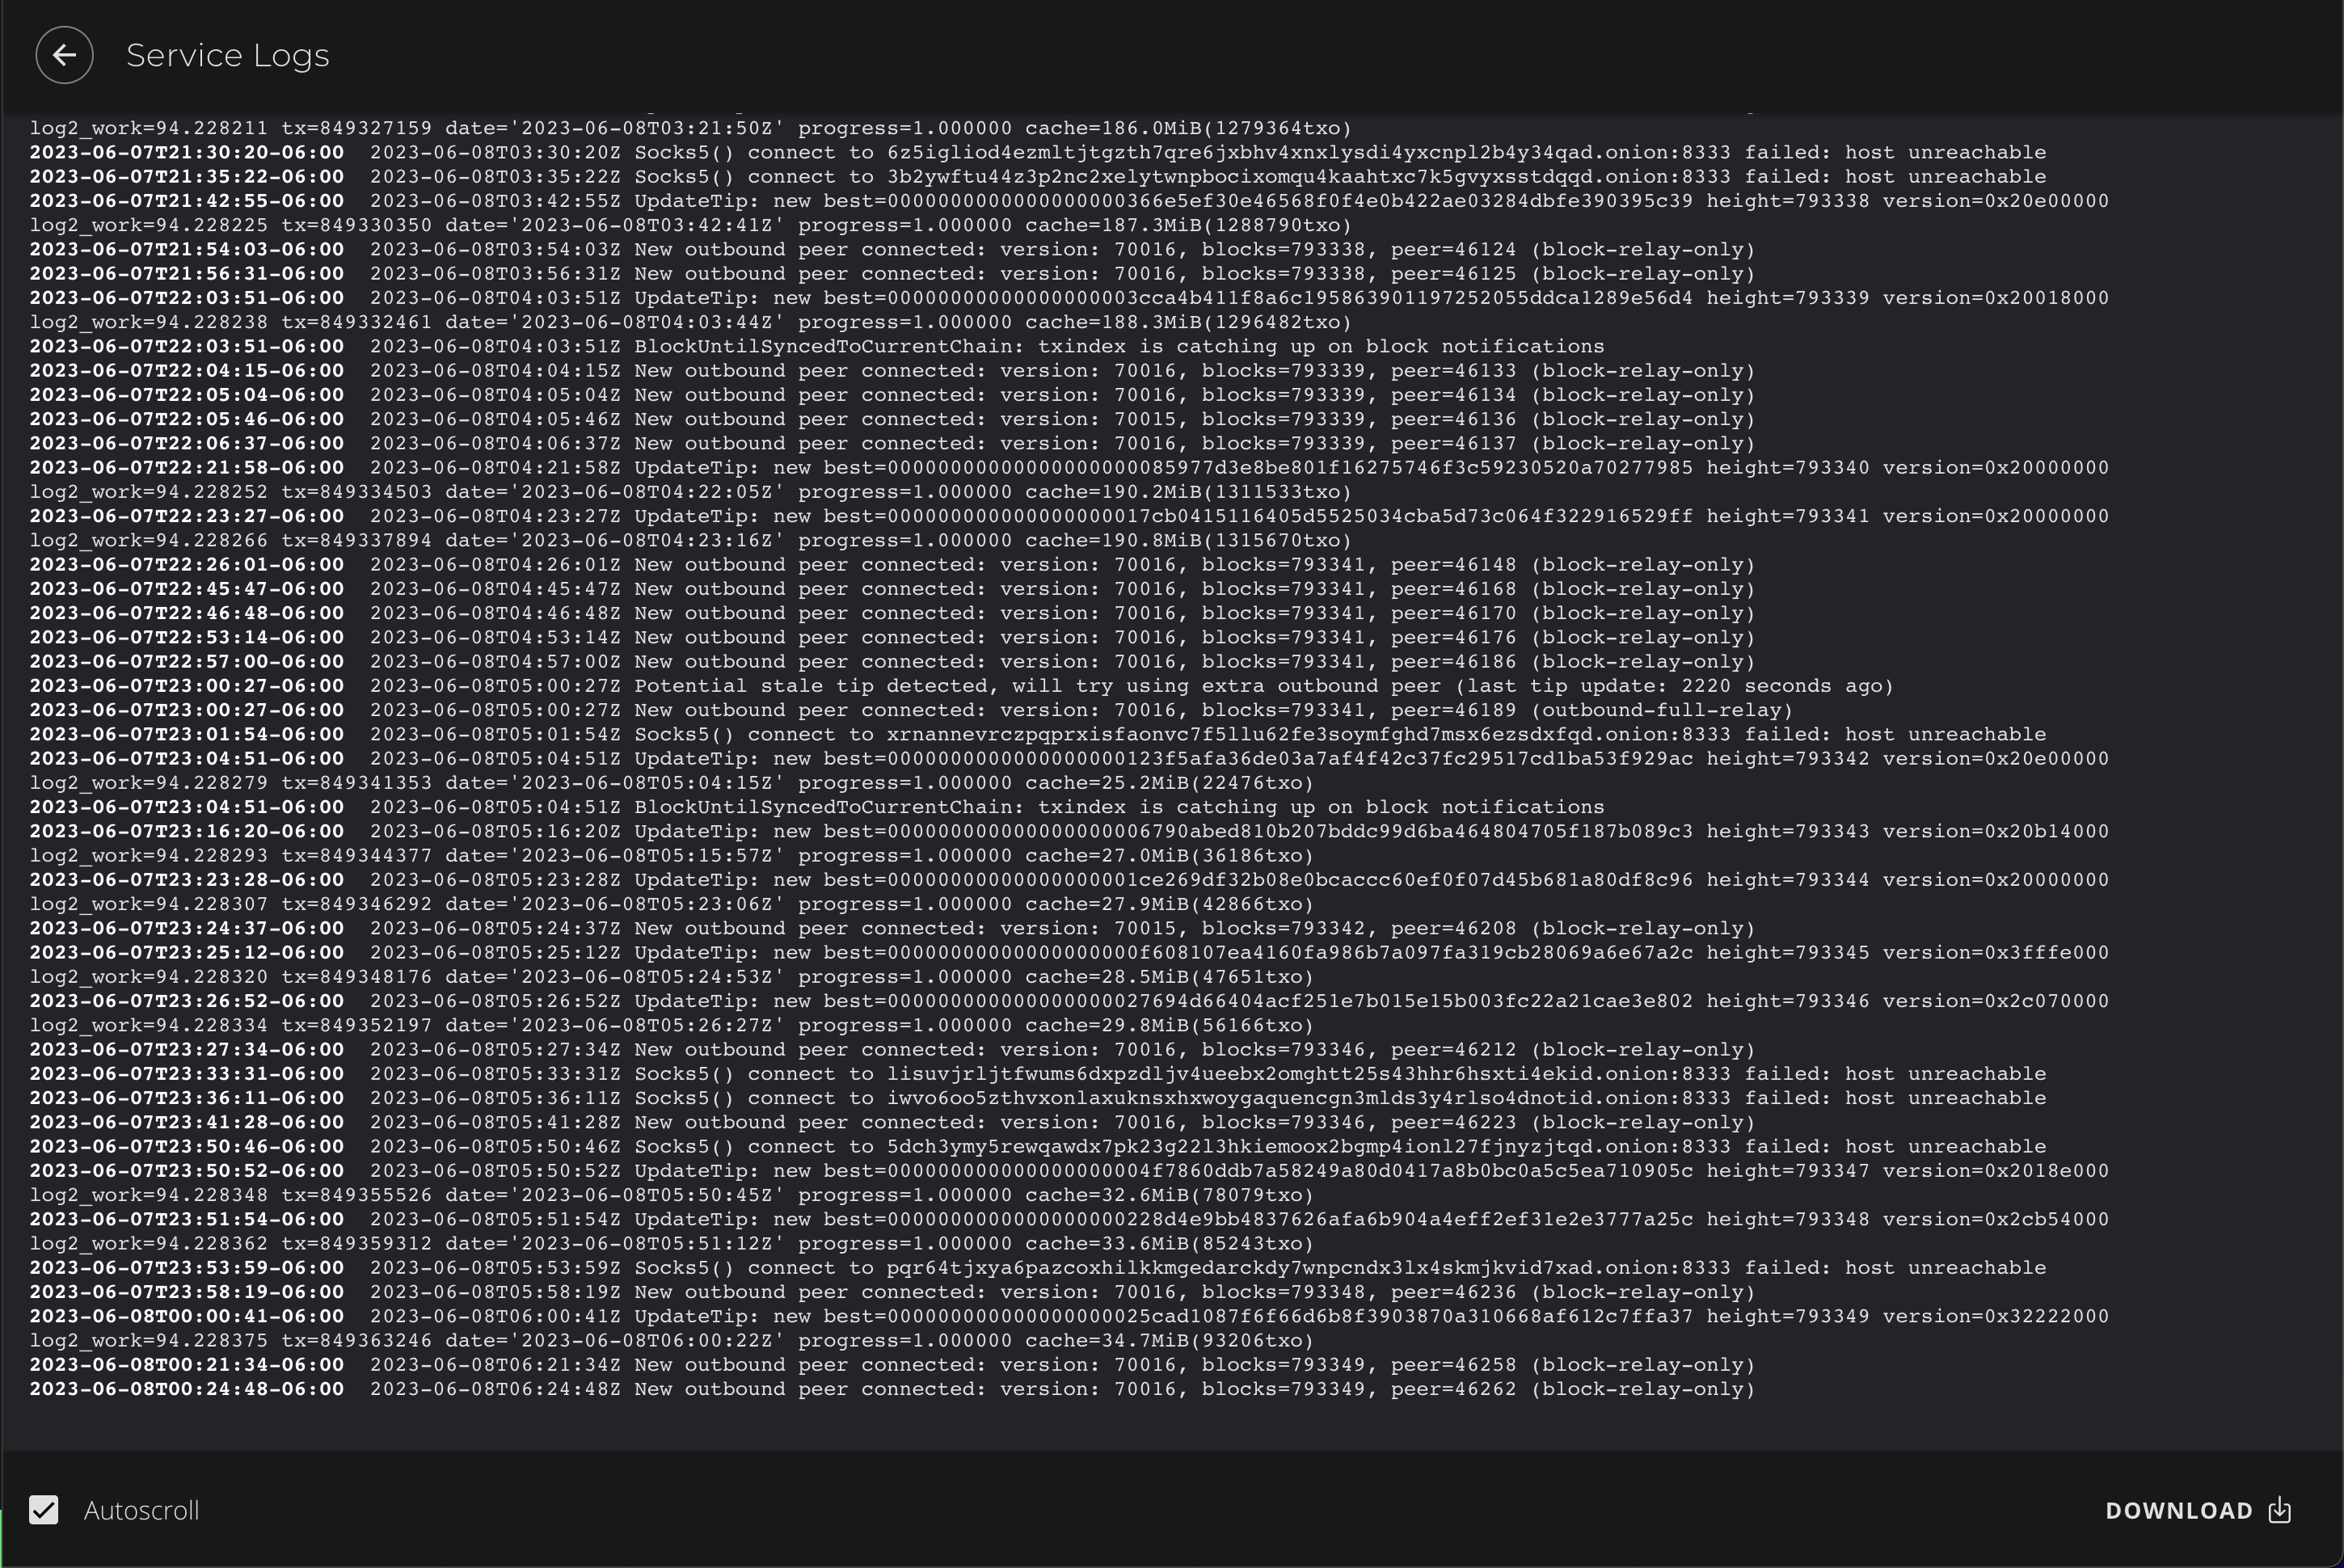 Service Logs
log2_work=94.228211 tx=849327159 date='2023-06-08T03:21:50Z' progress=1.000000 cache=186.0MiB(1279364txo)
2023-06-07T21:30:20-06:00  2023-06-08T03:30:20Z Socks5() connect to 6z5igliod4ezmltjtgzth7qre6jxbhv4xnxlysdi4yxcnpl2b4y34qad.onion:8333 failed: host unreachable
2023-06-07T21:35:22-06:00  2023-06-08T03:35:22Z Socks5() connect to 3b2ywftu44z3p2nc2xelytwnpbocixomqu4kaahtxc7k5gvyxsstdqqd.onion:8333 failed: host unreachable
2023-06-07T21:42:55-06:00  2023-06-08T03:42:55Z UpdateTip: new best=0000000000000000000366e5ef30e46568f0f4e0b422ae03284dbfe390395c39 height=793338 version=0x20e00000
log2_work=94.228225 tx=849330350 date='2023-06-08T03:42:41Z' progress=1.000000 cache=187.3MiB(1288790txo)
2023-06-07T21:54:03-06:00  2023-06-08T03:54:03Z New outbound peer connected: version: 70016, blocks=793338, peer=46124 (block-relay-only)
2023-06-07T21:56:31-06:00  2023-06-08T03:56:31Z New outbound peer connected: version: 70016, blocks=793338, peer=46125 (block-relay-only)
2023-06-07T22:03:51-06:00  2023-06-08T04:03:51Z UpdateTip: new best=00000000000000000003cca4b411f8a6c195863901197252055ddca1289e56d4 height=793339 version=0x20018000
log2_work=94.228238 tx=849332461 date='2023-06-08T04:03:44Z' progress=1.000000 cache=188.3MiB(1296482txo)
2023-06-07T22:03:51-06:00  2023-06-08T04:03:51Z BlockUntilSyncedToCurrentChain: txindex is catching up on block notifications
2023-06-07T22:04:15-06:00  2023-06-08T04:04:15Z New outbound peer connected: version: 70016, blocks=793339, peer=46133 (block-relay-only)
2023-06-07T22:05:04-06:00  2023-06-08T04:05:04Z New outbound peer connected: version: 70016, blocks=793339, peer=46134 (block-relay-only)
2023-06-07T22:05:46-06:00  2023-06-08T04:05:46Z New outbound peer connected: version: 70015, blocks=793339, peer=46136 (block-relay-only)
2023-06-07T22:06:37-06:00  2023-06-08T04:06:37Z New outbound peer connected: version: 70016, blocks=793339, peer=46137 (block-relay-only)
2023-06-07T22:21:58-06:00  2023-06-08T04:21:58Z UpdateTip: new best=000000000000000000000085977d3e8be801f16275746f3c59230520a70277985 height=793340 version=0x20000000
log2_work=94.228252 tx=849334503 date='2023-06-08T04:22:05Z' progress=1.000000 cache=190.2MiB(1311533txo)
2023-06-07T22:23:27-06:00  2023-06-08T04:23:27Z UpdateTip: new best=00000000000000000017cb0415116405d5525034cba5d73c064f322916529ff height=793341 version=0x20000000
log2_work=94.228266 tx=849337894 date='2023-06-08T04:23:16Z' progress=1.000000 cache=190.8MiB(1315670txo)
2023-06-07T22:26:01-06:00  2023-06-08T04:26:01Z New outbound peer connected: version: 70016, blocks=793341, peer=46148 (block-relay-only)
2023-06-07T22:45:47-06:00  2023-06-08T04:45:47Z New outbound peer connected: version: 70016, blocks=793341, peer=46168 (block-relay-only)
2023-06-07T22:46:48-06:00  2023-06-08T04:46:48Z New outbound peer connected: version: 70016, blocks=793341, peer=46170 (block-relay-only)
2023-06-07T22:53:14-06:00  2023-06-08T04:53:14Z New outbound peer connected: version: 70016, blocks=793341, peer=46176 (block-relay-only)
2023-06-07T22:57:00-06:00  2023-06-08T04:57:00Z New outbound peer connected: version: 70016, blocks=793341, peer=46186 (block-relay-only)
2023-06-07T23:00:27-06:00  2023-06-08T05:00:27Z Potential stale tip detected, will try using extra outbound peer (last tip update: 2220 seconds ago)
2023-06-07T23:00:27-06:00  2023-06-08T05:00:27Z New outbound peer connected: version: 70016, blocks=793341, peer=46189 (outbound-full-relay)
2023-06-07T23:01:54-06:00  2023-06-08T05:01:54Z Socks5() connect to xrnannevrczpqprxisfaonvc7f5llu62fe3soymfghd7msx6ezsdxfqd.onion:8333 failed: host unreachable
2023-06-07T23:04:51-06:00  2023-06-08T05:04:51Z UpdateTip: new best=0000000000000000000123f5afa36de03a7af4f42c37fc29517cd1ba53f929ac height=793342 version=0x20e00000
log2_work=94.228279 tx=849341353 date='2023-06-08T05:04:15Z' progress=1.000000 cache=25.2MiB(22476txo)
2023-06-07T23:04:51-06:00  2023-06-08T05:04:51Z BlockUntilSyncedToCurrentChain: txindex is catching up on block notifications
2023-06-07T23:16:20-06:00  2023-06-08T05:16:20Z UpdateTip: new best=00000000000000000006790abed810b207bddc99d6ba464804705f187b089c3 height=793343 version=0x20b14000
log2_work=94.228293 tx=849344377 date='2023-06-08T05:15:57Z' progress=1.000000 cache=27.0MiB(36186txo)
2023-06-07T23:23:28-06:00  2023-06-08T05:23:28Z UpdateTip: new best=0000000000000000001ce269df32b08e0bcaccc60ef0f07d45b681a80df8c96 height=793344 version=0x20000000
log2_work=94.228307 tx=849346292 date='2023-06-08T05:23:06Z' progress=1.000000 cache=27.9MiB(42866txo)
2023-06-07T23:24:37-06:00  2023-06-08T05:24:37Z New outbound peer connected: version: 70015, blocks=793342, peer=46208 (block-relay-only)
2023-06-07T23:25:12-06:00  2023-06-08T05:25:12Z UpdateTip: new best=00000000000000000000f608107ea4160fa986b7a097fa319cb28069a6e67a2c height=793345 version=0x3fffe000
log2_work=94.228320 tx=849348176 date='2023-06-08T05:24:53Z' progress=1.000000 cache=28.5MiB(47651txo)
2023-06-07T23:26:52-06:00  2023-06-08T05:26:52Z UpdateTip: new best=00000000000000000027694d66404acf251e7b015e15b003fc22a21cae3e802 height=793346 version=0x2c070000
log2_work=94.228334 tx=849352197 date='2023-06-08T05:26:27Z' progress=1.000000 cache=29.8MiB(56166txo)
2023-06-07T23:27:34-06:00  2023-06-08T05:27:34Z New outbound peer connected: version: 70016, blocks=793346, peer=46212 (block-relay-only)
2023-06-07T23:33:31-06:00  2023-06-08T05:33:31Z Socks5() connect to lisuvjrljtfwums6dxpzdljv4ueebx2omghtt25s43hhr6hsxti4ekid.onion:8333 failed: host unreachable
2023-06-07T23:36:11-06:00  2023-06-08T05:36:11Z Socks5() connect to iwvo6oo5zthvxonlaxuknsxhxwoygaquencgn3mlds3y4rlso4dnotid.onion:8333 failed: host unreachable
2023-06-07T23:41:28-06:00  2023-06-08T05:41:28Z New outbound peer connected: version: 70016, blocks=793346, peer=46223 (block-relay-only)
2023-06-07T23:50:46-06:00  2023-06-08T05:50:46Z Socks5() connect to 5dch3ymy5rewqawdx7pk23g22l3hkiemoox2bgmp4ionl27fjnyzjtqd.onion:8333 failed: host unreachable
2023-06-07T23:50:52-06:00  2023-06-08T05:50:52Z UpdateTip: new best=00000000000000000004f7860ddb7a58249a80d0417a8b0bc0a5c5ea710905c height=793347 version=0x2018e000
log2_work=94.228348 tx=849355526 date='2023-06-08T05:50:45Z' progress=1.000000 cache=32.6MiB(78079txo)
2023-06-07T23:51:54-06:00  2023-06-08T05:51:54Z UpdateTip: new best=0000000000000000000228d4e9bb4837626afa6b904a4eff2ef31e2e3777a25c height=793348 version=0x2cb54000
log2_work=94.228362 tx=849359312 date='2023-06-08T05:51:12Z' progress=1.000000 cache=33.6MiB(85243txo)
2023-06-07T23:53:59-06:00  2023-06-08T05:53:59Z Socks5() connect to pqr64tjxya6pazcoxhilkkmgedarckdy7wnpcndx3lx4skmjkvid7xad.onion:8333 failed: host unreachable
2023-06-07T23:58:19-06:00  2023-06-08T05:58:19Z New outbound peer connected: version: 70016, blocks=793348, peer=46236 (block-relay-only)
2023-06-08T00:00:41-06:00  2023-06-08T06:00:41Z UpdateTip: new best=00000000000000000025cad1087f6f66d6b8f3903870a310668af612c7ffa37 height=793349 version=0x32222000
log2_work=94.228375 tx=849363246 date='2023-06-08T06:00:22Z' progress=1.000000 cache=34.7MiB(93206txo)
2023-06-08T00:21:34-06:00  2023-06-08T06:21:34Z New outbound peer connected: version: 70016, blocks=793349, peer=46258 (block-relay-only)
2023-06-08T00:24:48-06:00  2023-06-08T06:24:48Z New outbound peer connected: version: 70016, blocks=793349, peer=46262 (block-relay-only)
Autoscroll
DOWNLOAD